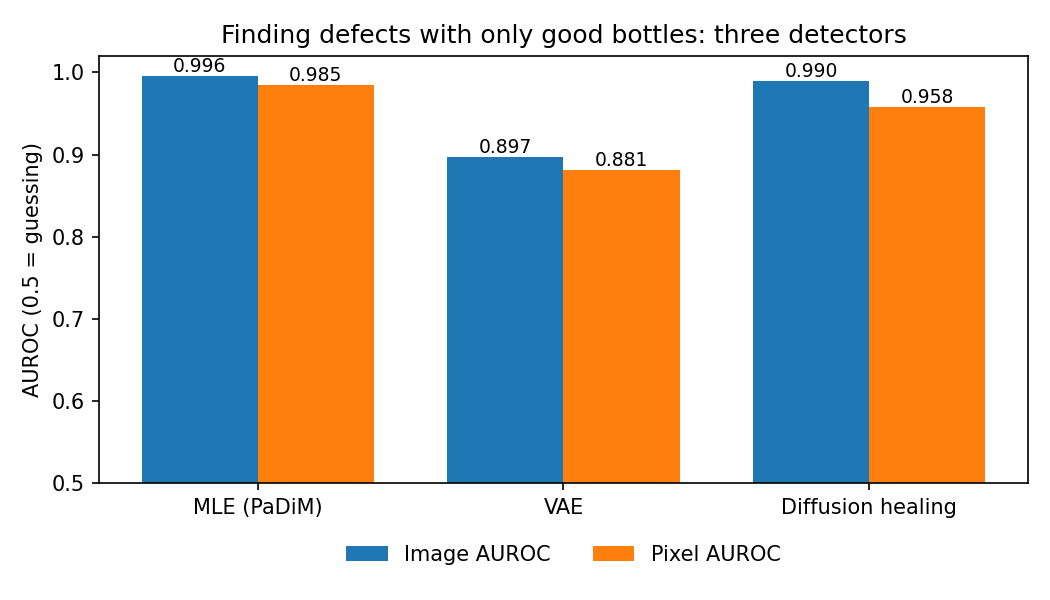 Finding defects with only good bottles: three detectors
AUROC (0.5 = guessing)
1.0
0.9
0.8
0.7
0.6
0.5
0.996
0.985
0.897
0.881
0.990
0.958
MLE (PaDiM)
VAE
Diffusion healing
Image AUROC
Pixel AUROC